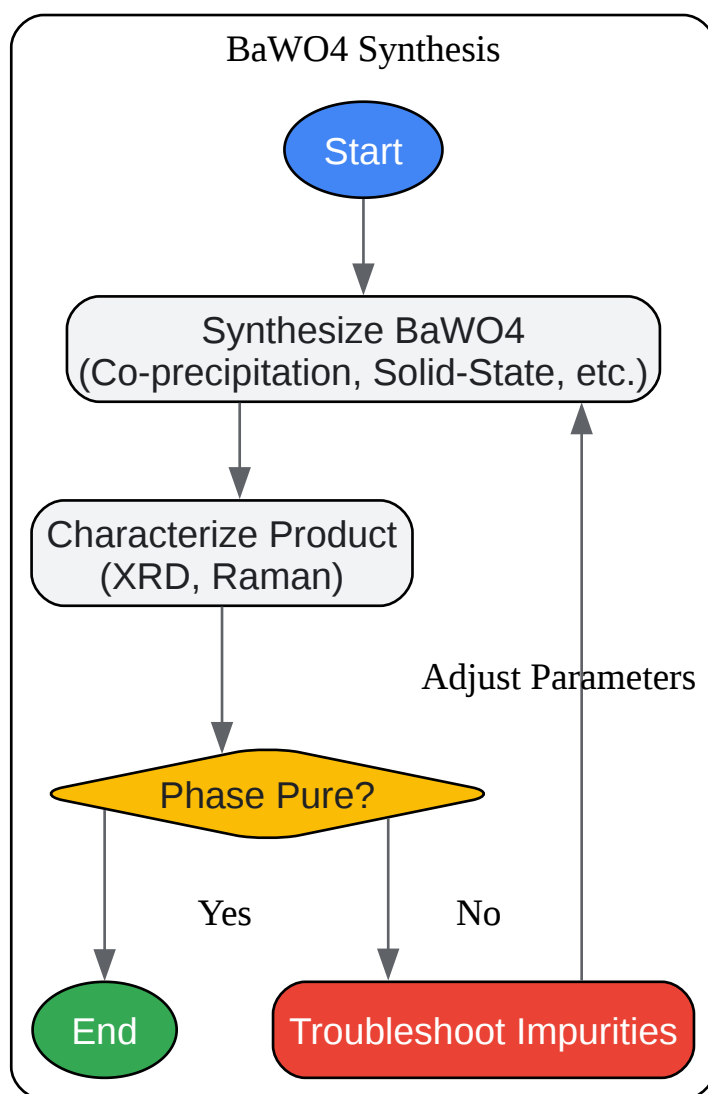 BaWO4 Synthesis
Start
Synthesize BaWO4
(Co-precipitation, Solid-State, etc.)
Characterize Product
(XRD, Raman)
Adjust Parameters
Phase Pure?
Yes
No
End
Troubleshoot Impurities